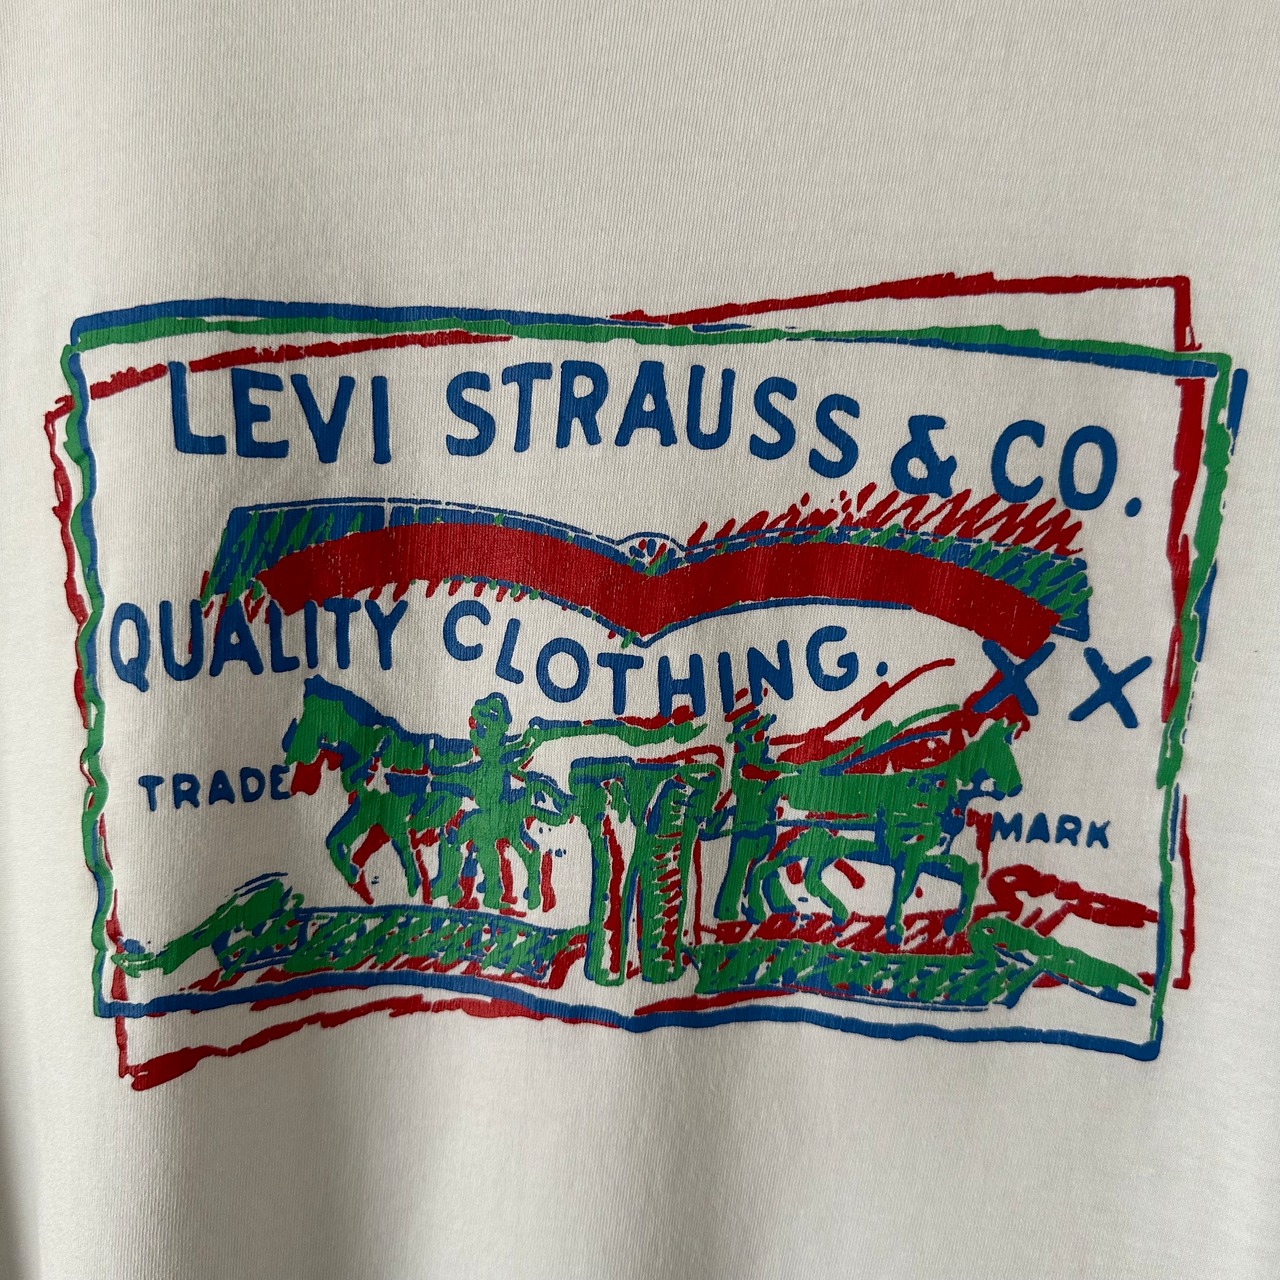 LEVI STRAUSS & CO.
QUALITY CLOTHING. XX
TRADE MARK